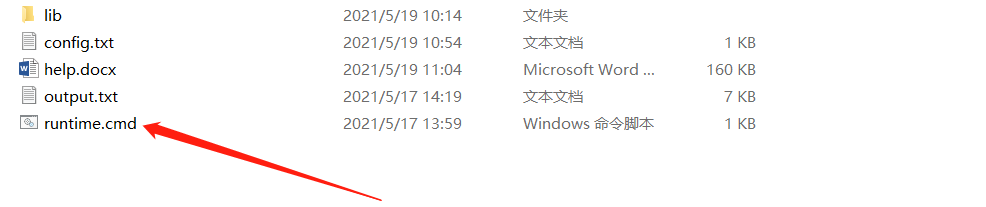 lib 2021/5/19 10:14 文件夹
config.txt 2021/5/19 10:54 文本文档 1 KB
help.docx 2021/5/19 11:04 Microsoft Word ... 160 KB
output.txt 2021/5/17 14:19 文本文档 7 KB
runtime.cmd 2021/5/17 13:59 Windows 命令脚本 1 KB